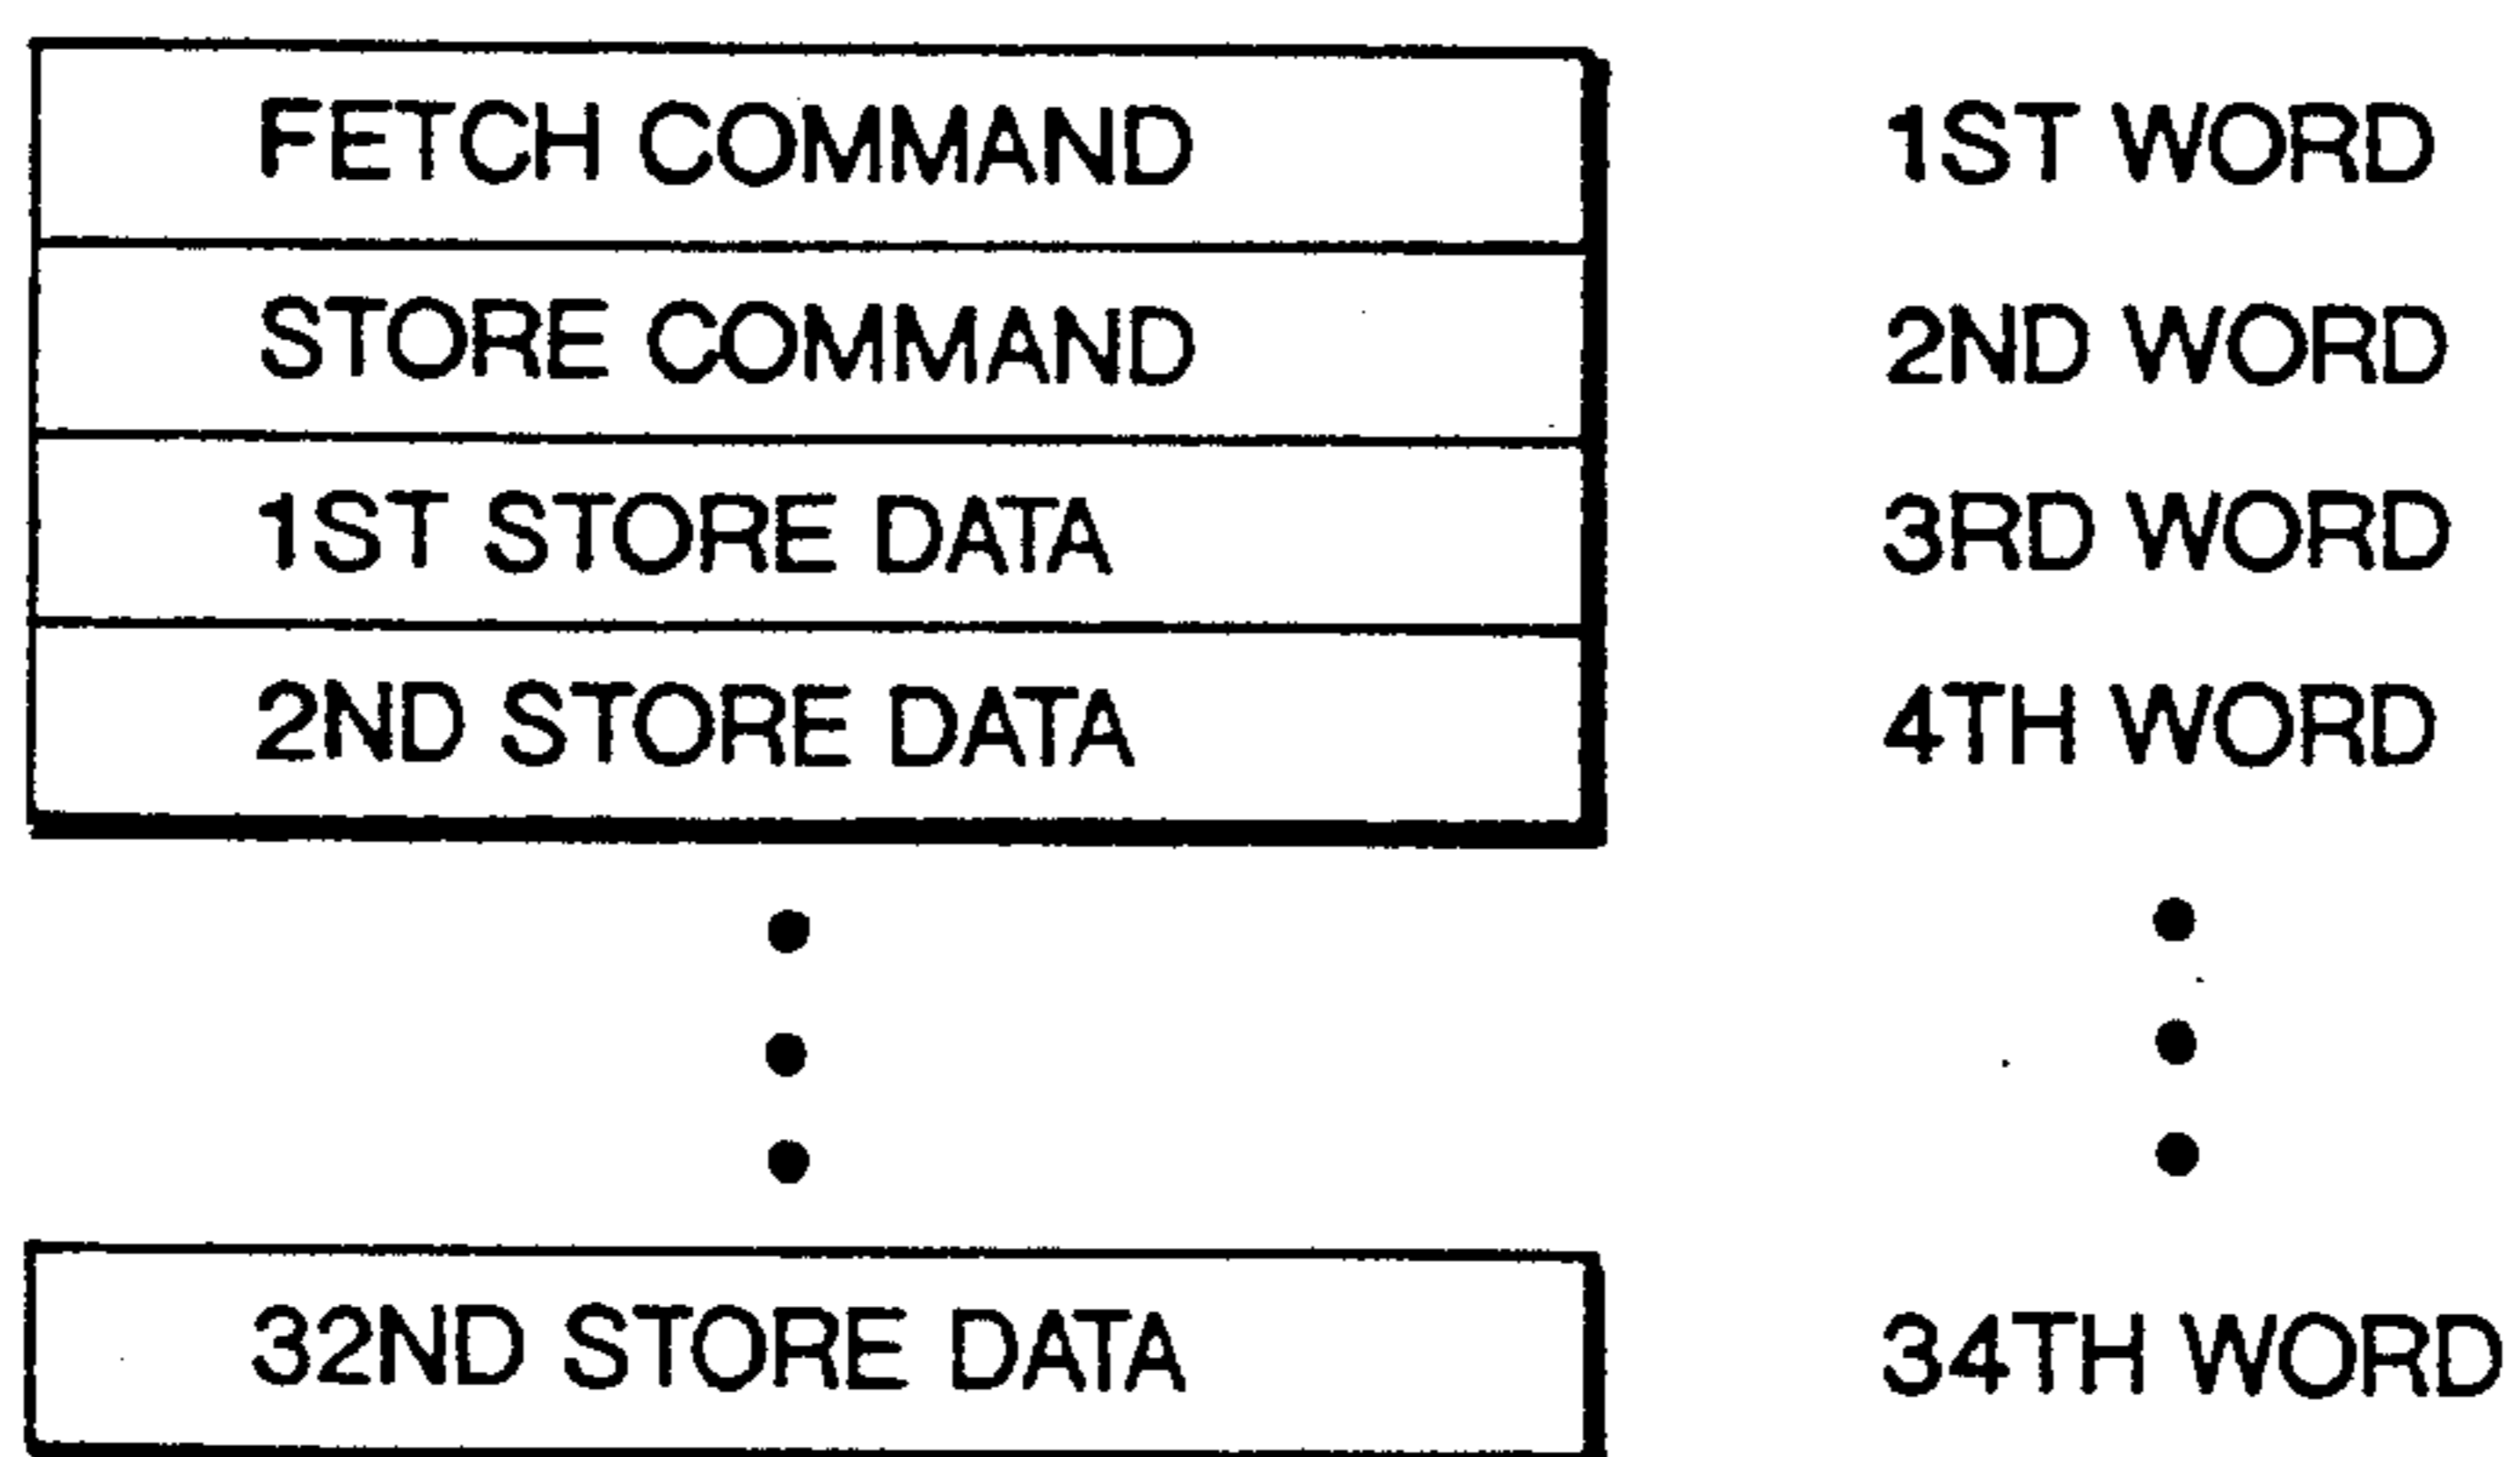 FETCH COMMAND 1ST WORD
STORE COMMAND 2ND WORD
1ST STORE DATA 3RD WORD
2ND STORE DATA 4TH WORD
32ND STORE DATA 34TH WORD